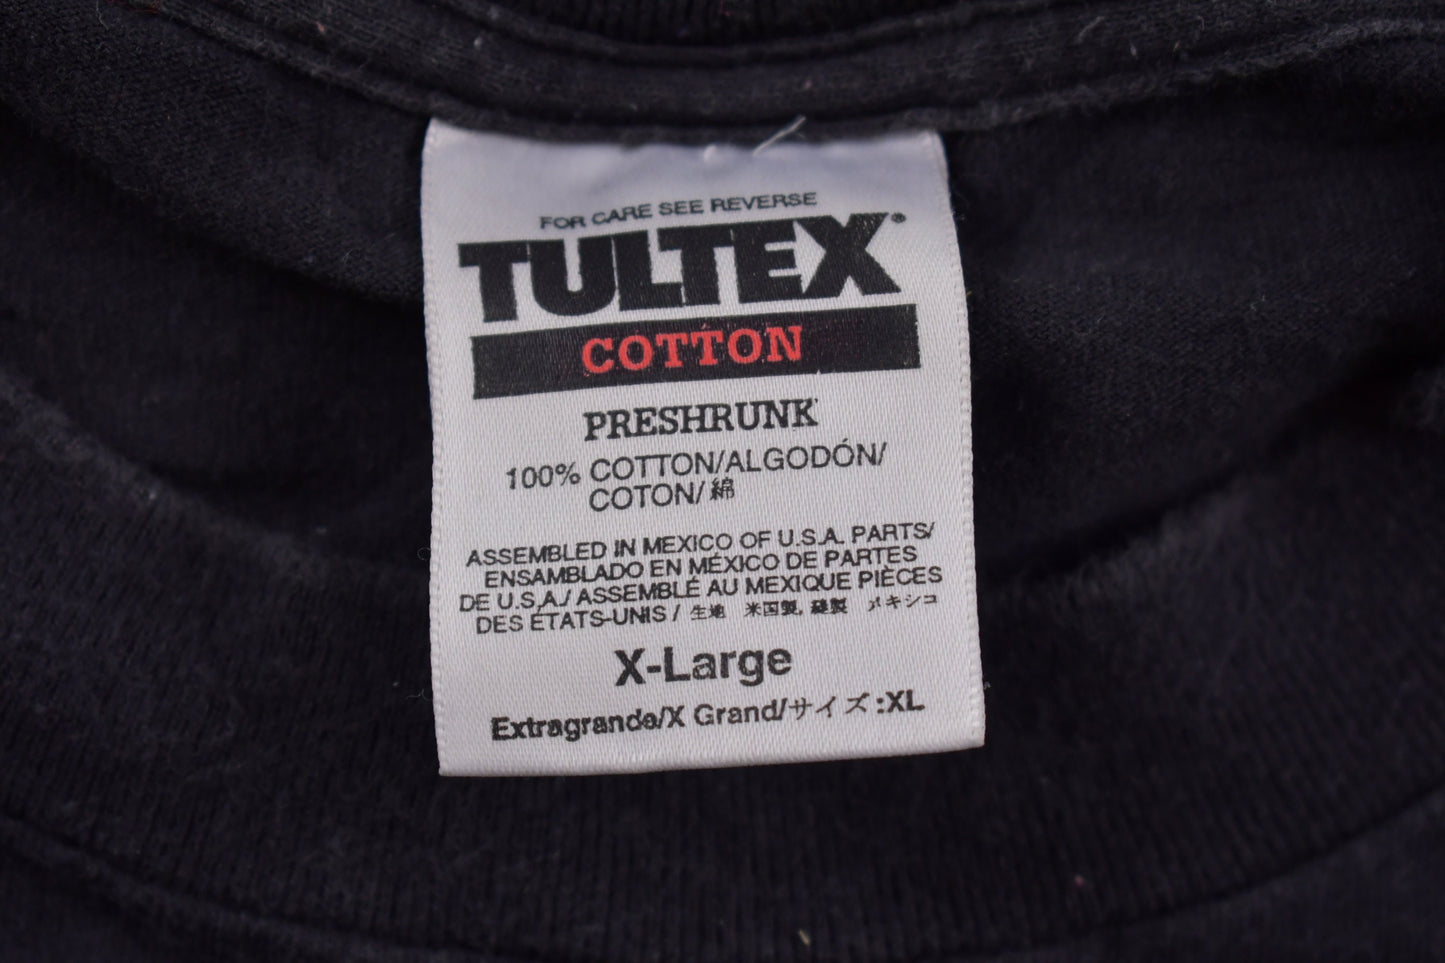 FOR CARE SEE REVERSE
TULTEX®
COTTON
PRESHRUNK
100% COTTON/ALGODÓN/
COTON/綿
ASSEMBLED IN MEXICO OF U.S.A. PARTS/
ENSAMBLADO EN MÉXICO DE PARTES
DE U.S.A./ ASSEMBLÉ AU MEXIQUE PIÈCES
DES ÉTATS-UNIS / 生地 米国製, 縫製 メキシコ
X-Large
Extragrande/X Grand/サイズ:XL